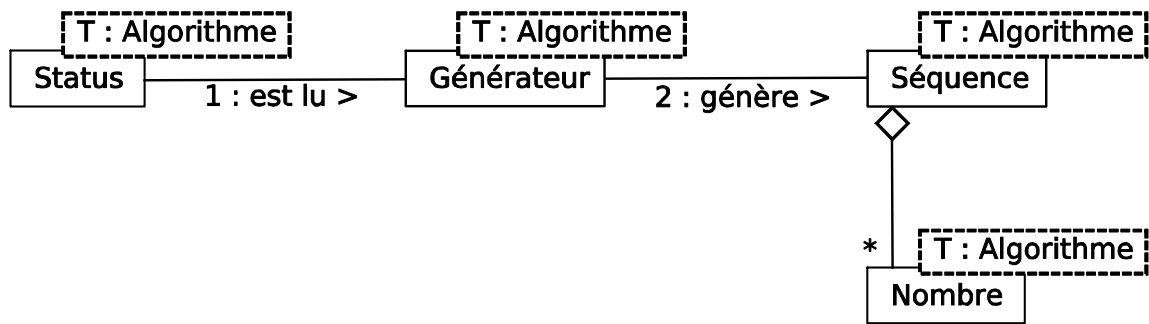 T : Algorithme
T : Algorithme
T : Algorithme
Status
Générateur
Séquence
1 : est lu >
2 : génère >
*
T : Algorithme
Nombre